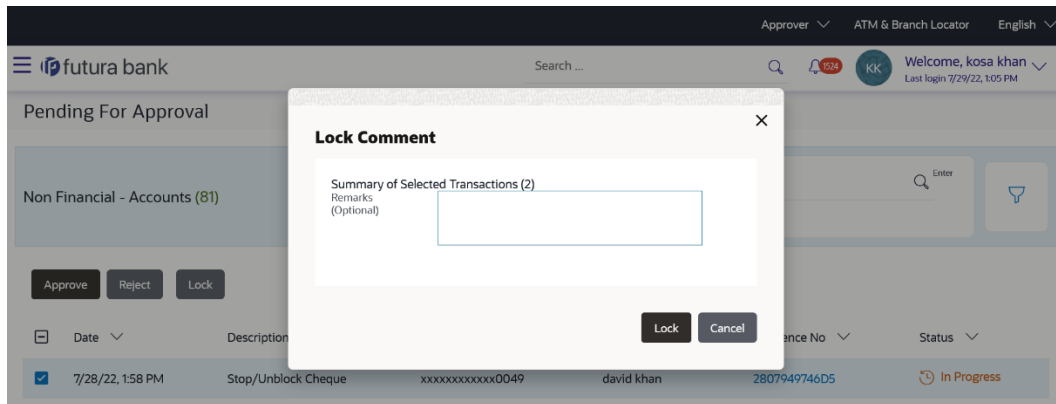 Approver ATM & Branch Locator English
futura bank Search ... 1524 KK Welcome, kosa khan
Last login 7/29/22, 1:05 PM
Pending For Approval
Lock Comment
Summary of Selected Transactions (2)
Remarks
(Optional)
Lock Cancel
Non Financial - Accounts (81) Enter
Approve Reject Lock
Date Description ence No Status
7/28/22, 1:58 PM Stop/Unblock Cheque xxxxxxxxxxxx0049 david khan 2807949746D5 In Progress